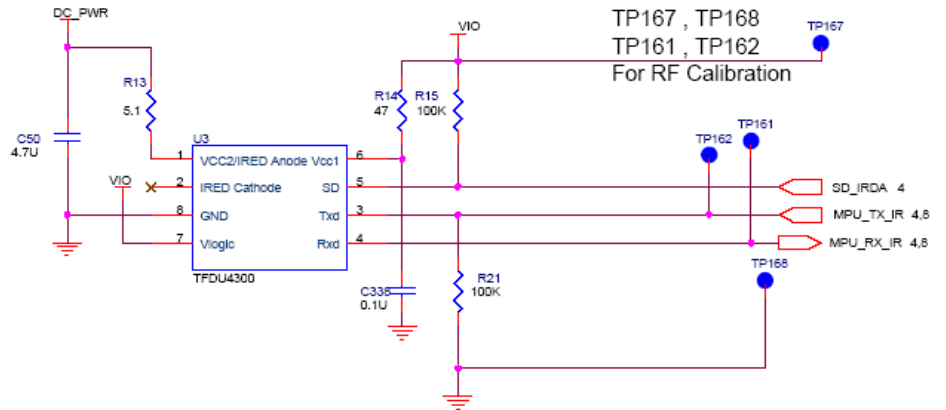 DC_PWR
VIO
TP167 , TP168
TP161 , TP162
For RF Calibration
TP167
R13
5.1
R14
47
R15
100K
C50
4.7U
U3
TP162
TP161
1
VCC2/IRED Anode
Vcc1
6
VIO
2
IRED Cathode
SD
5
SD_IRDA 4
8
GND
Txd
3
MPU_TX_IR 4,8
7
Vlogic
Rxd
4
MPU_RX_IR 4,8
TFDU4300
TP168
C338
0.1U
R21
100K